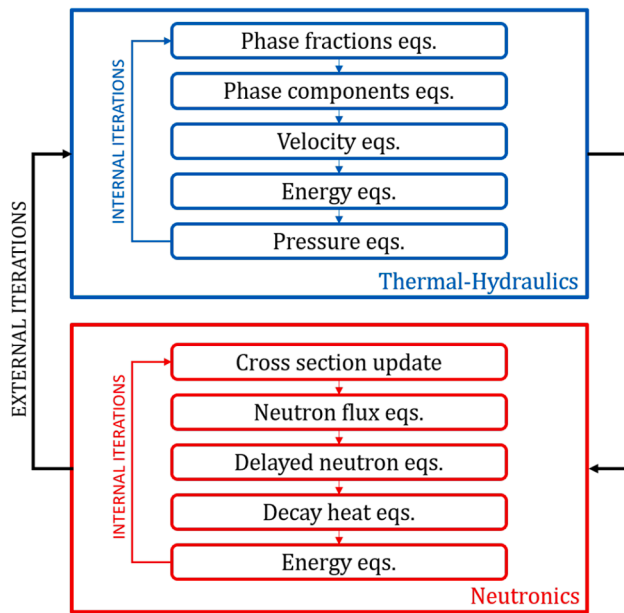 Phase fractions eqs.
Phase components eqs.
Velocity eqs.
Energy eqs.
Pressure eqs.
INTERNAL ITERATIONS
Thermal-Hydraulics
EXTERNAL ITERATIONS
Cross section update
Neutron flux eqs.
Delayed neutron eqs.
Decay heat eqs.
Energy eqs.
INTERNAL ITERATIONS
Neutronics